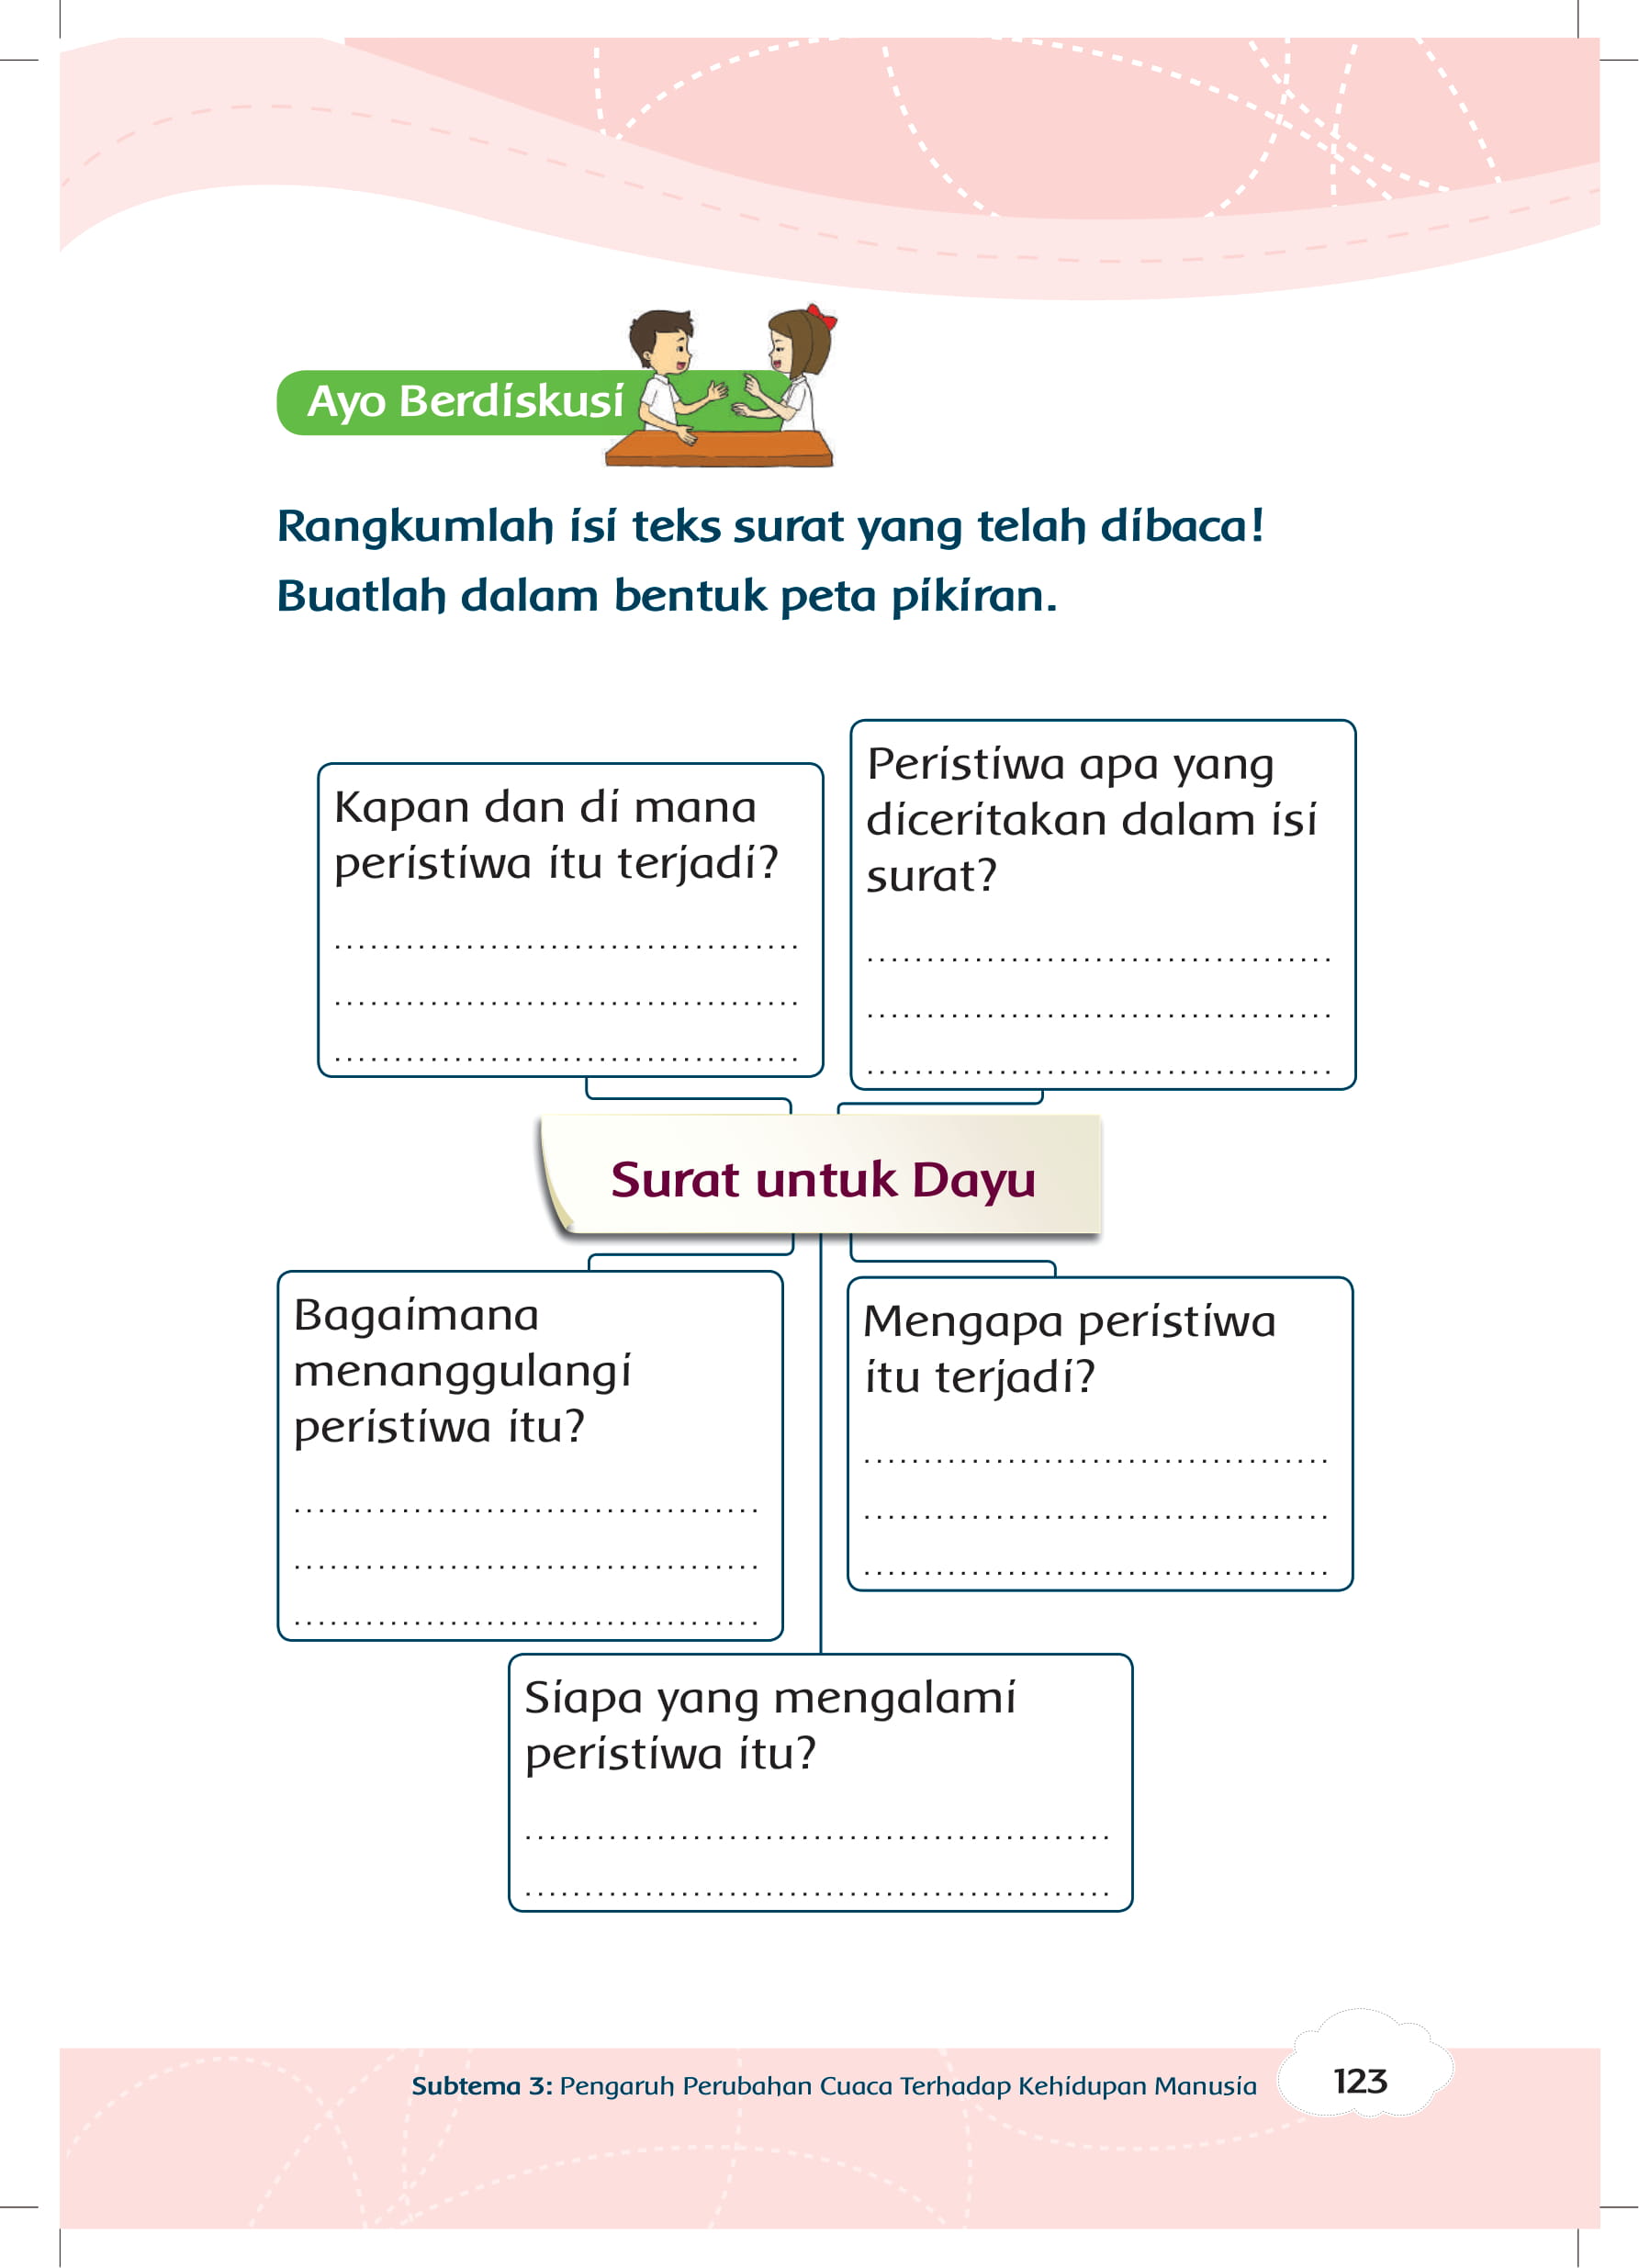 Ayo Berdiskusi
Rangkumlah isi teks surat yang telah dibaca!
Buatlah dalam bentuk peta pikiran.
Kapan dan di mana
peristiwa itu terjadi?
.......................................
.......................................
.......................................
Peristiwa apa yang
diceritakan dalam isi
surat?
.......................................
.......................................
.......................................
Surat untuk Dayu
Bagaimana
menanggulangi
peristiwa itu?
.......................................
.......................................
.......................................
Mengapa peristiwa
itu terjadi?
.......................................
.......................................
.......................................
Siapa yang mengalami
peristiwa itu?
.................................................
.................................................
Subtema 3: Pengaruh Perubahan Cuaca Terhadap Kehidupan Manusia
123